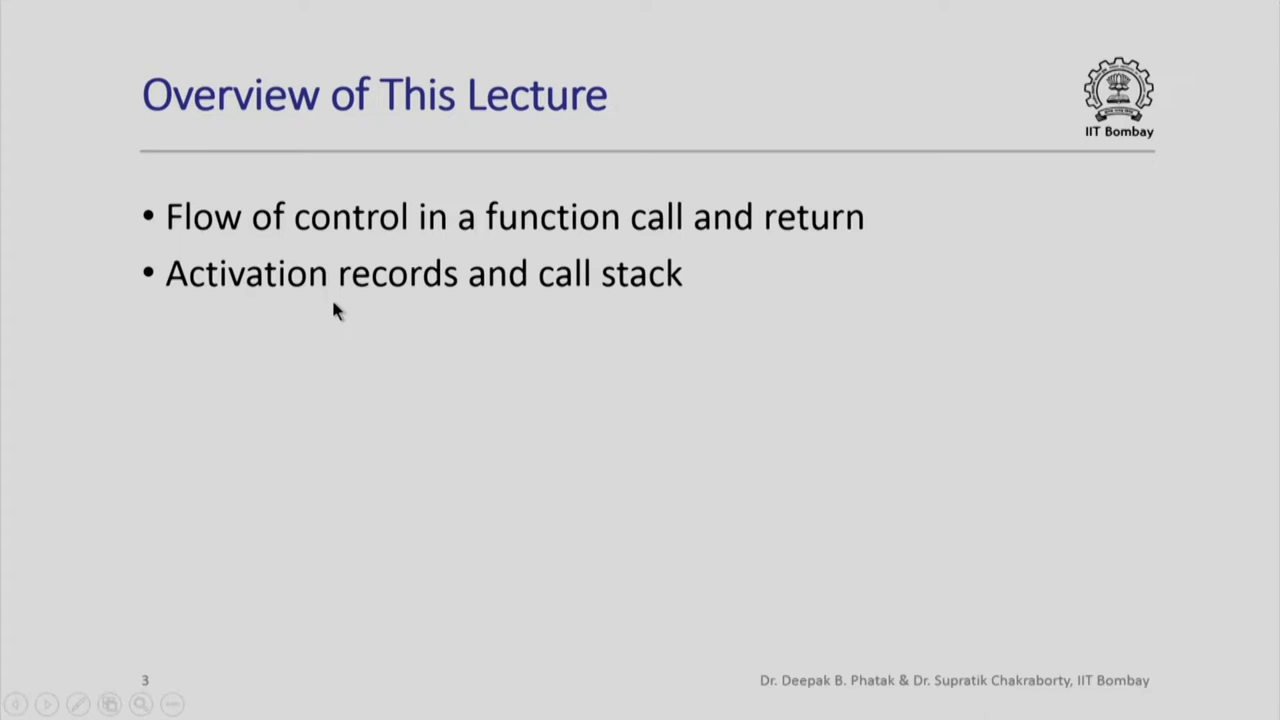 Overview of This Lecture
IIT Bombay
• Flow of control in a function call and return
• Activation records and call stack
3
Dr. Deepak B. Phatak & Dr. Supratik Chakraborty, IIT Bombay